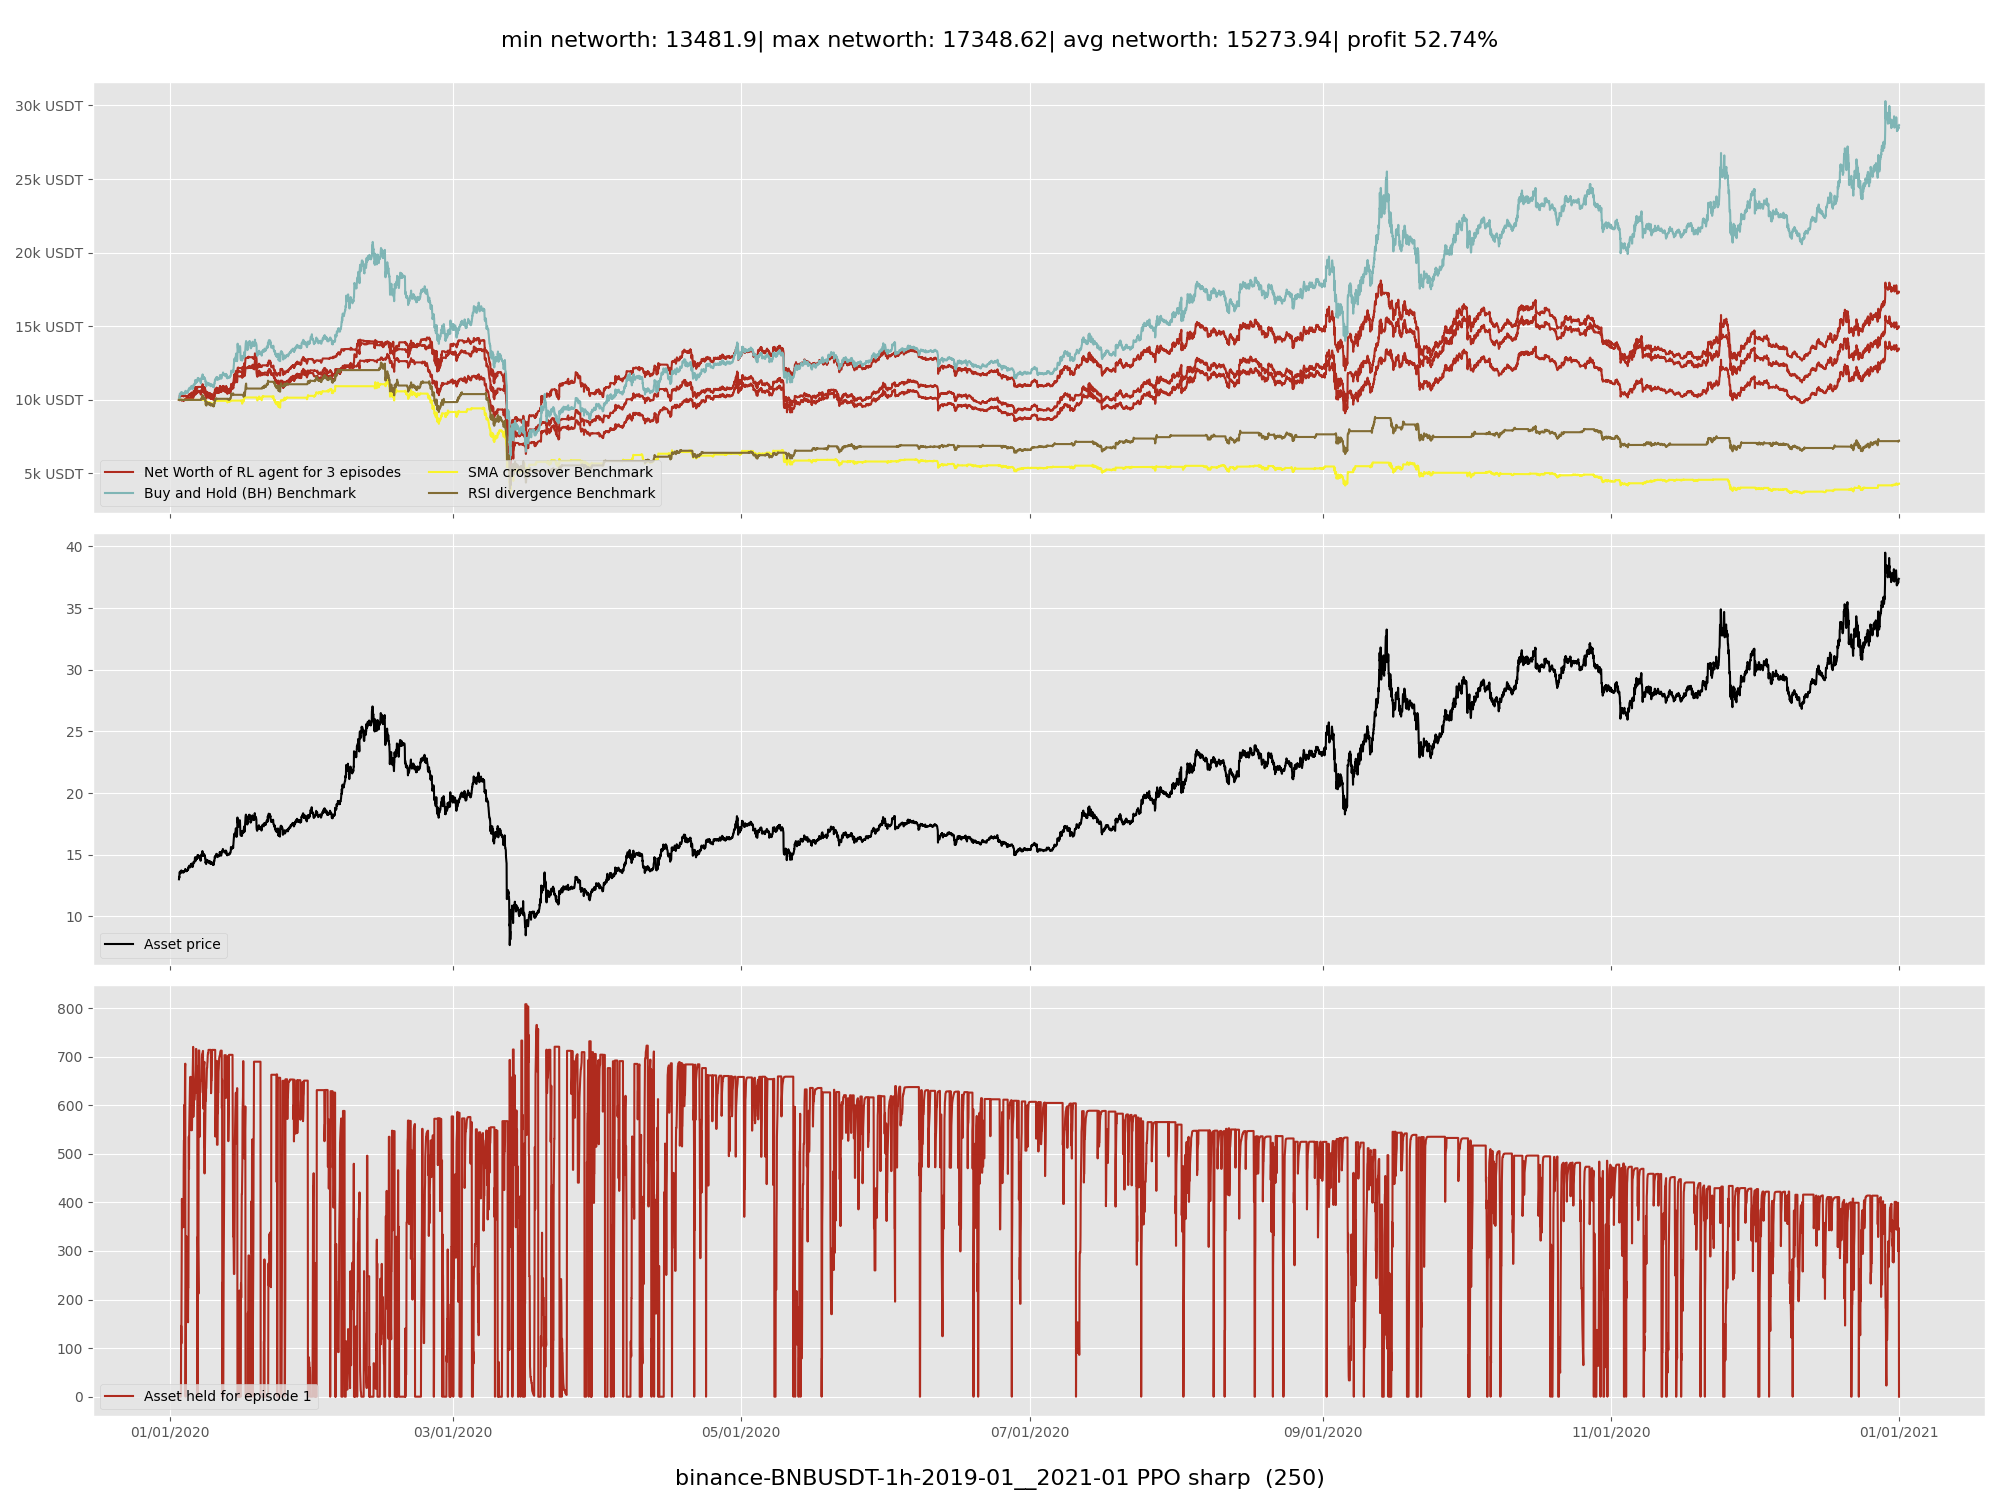 min networth: 13481.9| max networth: 17348.62| avg networth: 15273.94| profit 52.74%
30k USDT
25k USDT
20k USDT
15k USDT
10k USDT
5k USDT
Net Worth of RL agent for 3 episodes
Buy and Hold (BH) Benchmark
SMA crossover Benchmark
RSI divergence Benchmark
40
35
30
25
20
15
10
Asset price
800
700
600
500
400
300
200
100
0
Asset held for episode 1
01/01/2020
03/01/2020
05/01/2020
07/01/2020
09/01/2020
11/01/2020
01/01/2021
binance-BNBUSDT-1h-2019-01__2021-01 PPO sharp  (250)